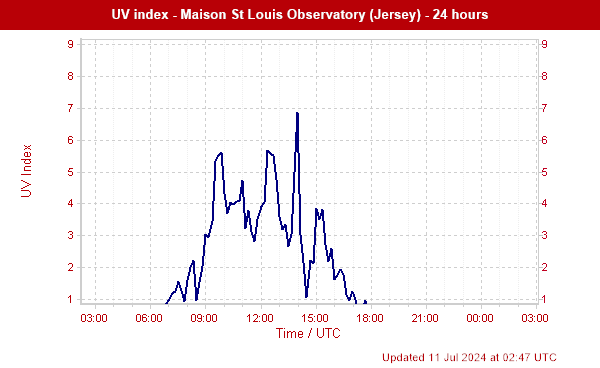 UV index - Maison St Louis Observatory (Jersey) - 24 hours
9 9
8 8
7 7
6 6
5 5
4 4
3 3
2 2
1 1
UV Index
03:00 06:00 09:00 12:00 15:00 18:00 21:00 00:00 03:00
Time / UTC
Updated 11 Jul 2024 at 02:47 UTC